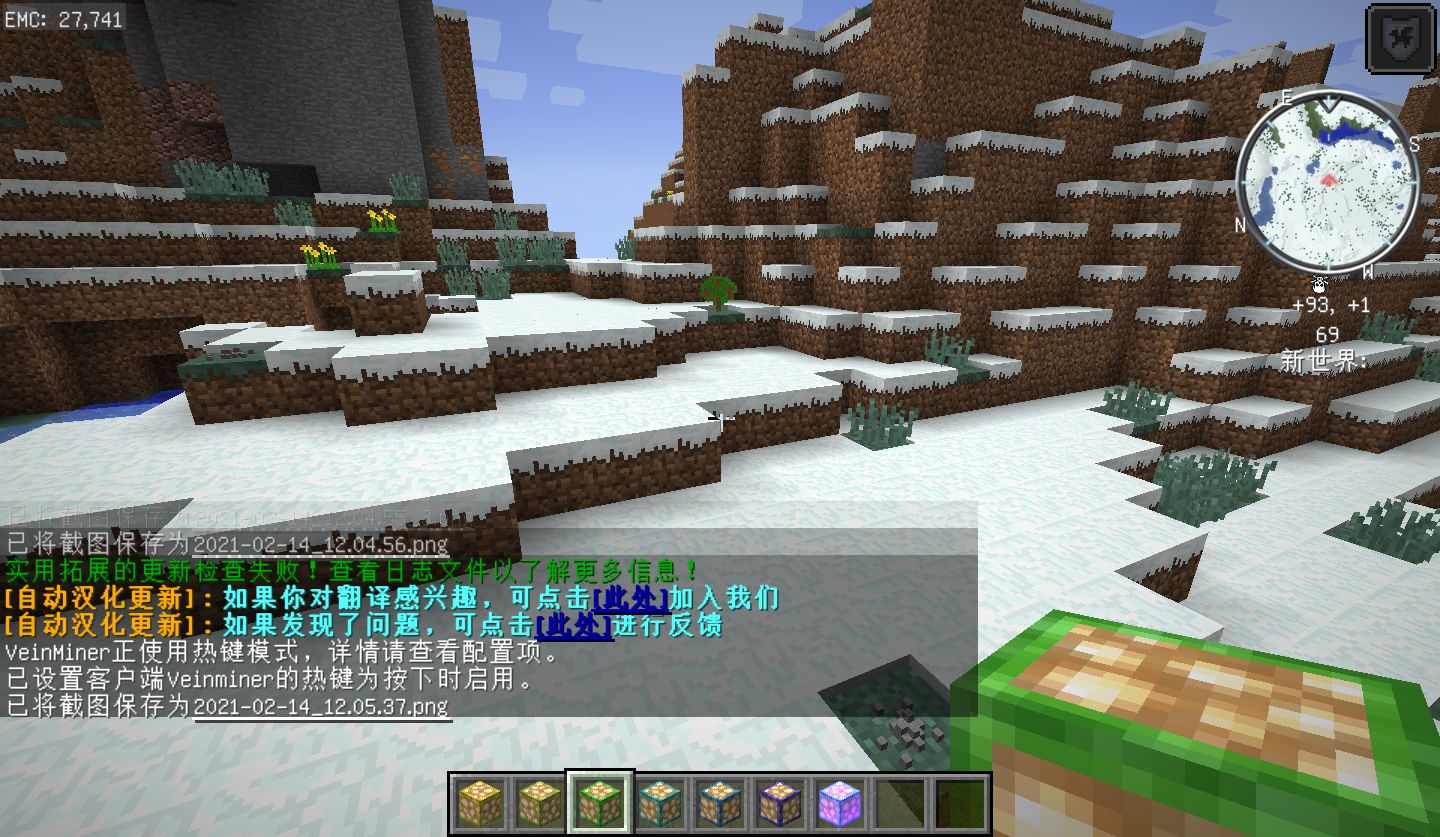 EMC: 27,741
E
S
N
W
+93, +1
69
新世界:
已将截图保存为2021-02-14_12.04.56.png
实用拓展的更新检查失败！查看日志文件以了解更多信息！
[自动汉化更新]：如果你对翻译感兴趣，可点击[此处]加入我们
[自动汉化更新]：如果发现了问题，可点击[此处]进行反馈
VeinMiner正使用热键模式，详情请查看配置项。
已设置客户端Veinminer的热键为按下时启用。
已将截图保存为2021-02-14_12.05.37.png